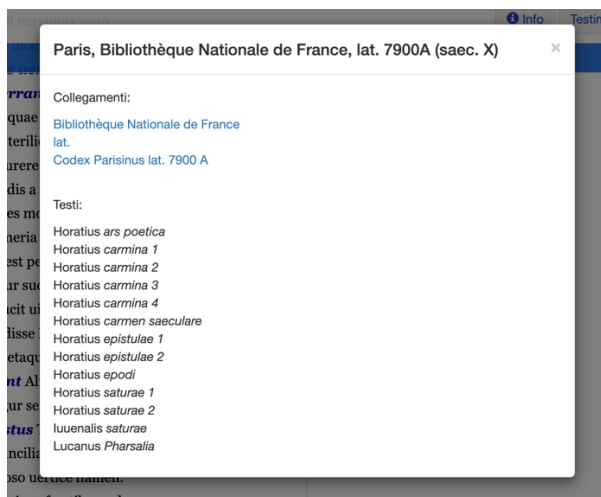 Info
Paris, Bibliothèque Nationale de France, lat. 7900A (saec. X)
×
Collegamenti:
Bibliothèque Nationale de France
lat.
Codex Parisinus lat. 7900 A
Testi:
Horatius ars poetica
Horatius carmina 1
Horatius carmina 2
Horatius carmina 3
Horatius carmina 4
Horatius carmen saeculare
Horatius epistulae 1
Horatius epistulae 2
Horatius epodi
Horatius saturae 1
Horatius saturae 2
Iuuenalis saturae
Lucanus Pharsalia